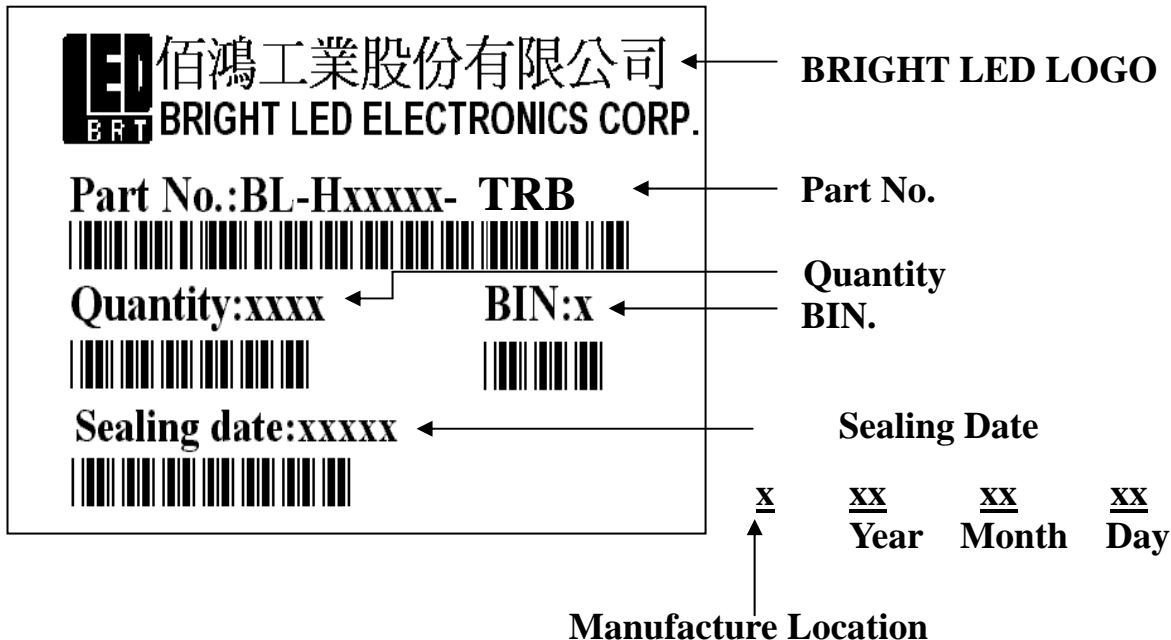 LED
BRT
佰鴻工業股份有限公司
BRIGHT LED ELECTRONICS CORP.
BRIGHT LED LOGO
Part No.:BL-Hxxxxx- TRB
Part No.
Quantity:xxxx
BIN:x
Quantity
BIN.
Sealing date:xxxxx
Sealing Date
x xx xx xx
Year Month Day
Manufacture Location